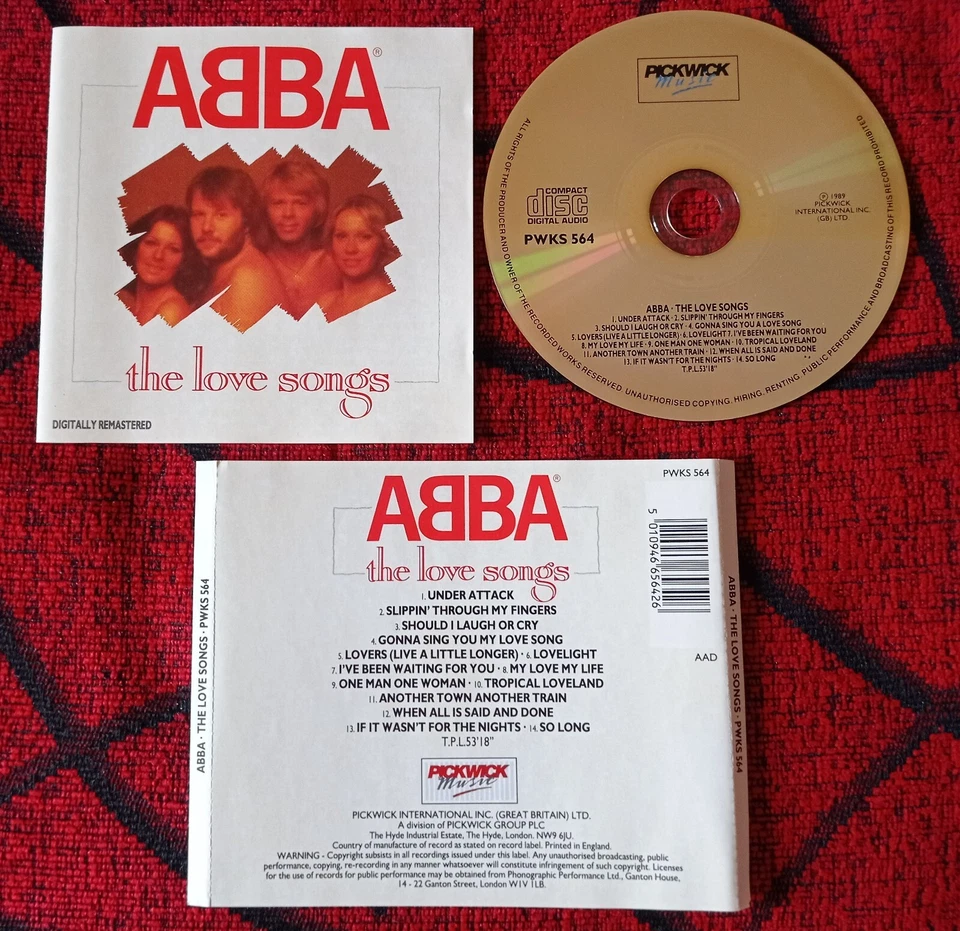 ABBA®
the love songs
DIGITALLY REMASTERED
PICKWICK
Music
ALL RIGHTS OF THE PRODUCER AND OWNER OF THE RECORDED WORKS RESERVED. UNAUTHORISED COPYING, HIRING, RENTING, PUBLIC PERFORMANCE AND BROADCASTING OF THIS RECORD PROHIBITED
COMPACT
disc
DIGITAL AUDIO
PWKS 564
℗ 1989
PICKWICK
INTERNATIONAL INC.
(GB) LTD.
ABBA · THE LOVE SONGS
1. UNDER ATTACK · 2. SLIPPIN' THROUGH MY FINGERS
3. SHOULD I LAUGH OR CRY · 4. GONNA SING YOU A LOVE SONG
5. LOVERS (LIVE A LITTLE LONGER) · 6. LOVELIGHT 7. I'VE BEEN WAITING FOR YOU
8. MY LOVE MY LIFE · 9. ONE MAN ONE WOMAN · 10. TROPICAL LOVELAND
11. ANOTHER TOWN ANOTHER TRAIN · 12. WHEN ALL IS SAID AND DONE
13. IF IT WASN'T FOR THE NIGHTS · 14. SO LONG
T.P.L.53'18"
ABBA · THE LOVE SONGS · PWKS 564
ABBA®
the love songs
1. UNDER ATTACK
2. SLIPPIN' THROUGH MY FINGERS
3. SHOULD I LAUGH OR CRY
4. GONNA SING YOU MY LOVE SONG
5. LOVERS (LIVE A LITTLE LONGER) · 6. LOVELIGHT
7. I'VE BEEN WAITING FOR YOU · 8. MY LOVE MY LIFE
9. ONE MAN ONE WOMAN · 10. TROPICAL LOVELAND
11. ANOTHER TOWN ANOTHER TRAIN
12. WHEN ALL IS SAID AND DONE
13. IF IT WASN'T FOR THE NIGHTS · 14. SO LONG
T.P.L.53'18"
PICKWICK
Music
PICKWICK INTERNATIONAL INC. (GREAT BRITAIN) LTD.
A division of PICKWICK GROUP PLC
The Hyde Industrial Estate, The Hyde, London. NW9 6JU.
Country of manufacture of record as stated on record label. Printed in England.
WARNING - Copyright subsists in all recordings issued under this label. Any unauthorised broadcasting, public
performance, copying, re-recording in any manner whatsoever will constitute infringement of such copyright. Licenses
for the use of records for public performance may be obtained from Phonographic Performance Ltd., Ganton House,
14 - 22 Ganton Street, London W1V 1LB.
PWKS 564
5 010946 656426
AAD
ABBA · THE LOVE SONGS · PWKS 564